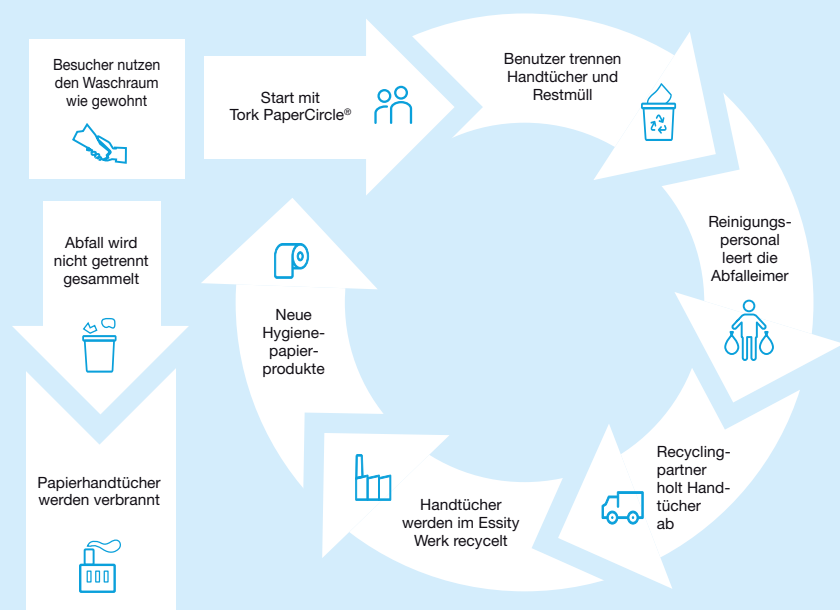 Besucher nutzen
den Waschraum
wie gewohnt
Abfall wird
nicht getrennt
gesammelt
Papierhandtücher
werden verbrannt
Start mit
Tork PaperCircle®
Benutzer trennen
Handtücher und
Restmüll
Reinigungs-
personal
leert die
Abfalleimer
Recycling-
partner
holt Hand-
tücher
ab
Handtücher
werden im Essity
Werk recycelt
Neue
Hygiene-
papier-
produkte